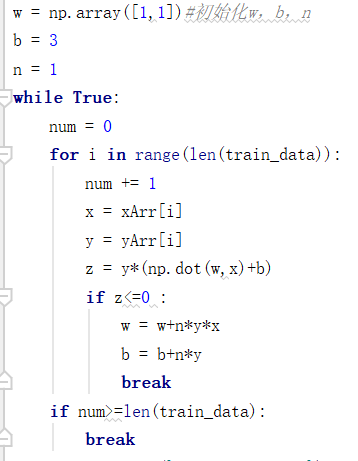 w = np.array([1,1])#初始化w，b，n
b = 3
n = 1
while True:
    num = 0
    for i in range(len(train_data)):
        num += 1
        x = xArr[i]
        y = yArr[i]
        z = y*(np.dot(w,x)+b)
        if z<=0 :
            w = w+n*y*x
            b = b+n*y
            break
    if num>=len(train_data):
        break